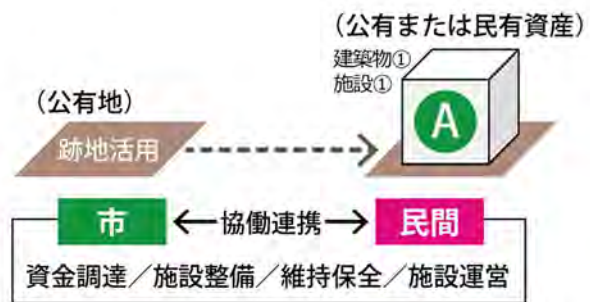 （公有または民有資産）
建築物①
施設①
A
（公有地）
跡地活用
市 ←協働連携→ 民間
資金調達／施設整備／維持保全／施設運営